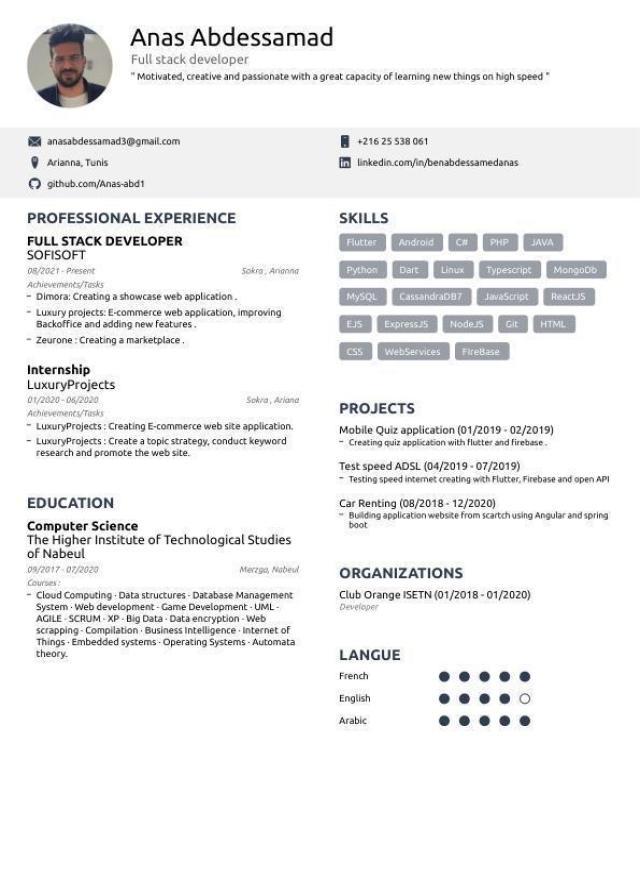 Anas Abdessamad
Full stack developer
" Motivated, creative and passionate with a great capacity of learning new things on high speed "
anasabdessamad3@gmail.com
+216 25 538 061
Arianna, Tunis
linkedin.com/in/benabdessamedanas
github.com/Anas-abd1
PROFESSIONAL EXPERIENCE
FULL STACK DEVELOPER
SOFISOFT
08/2021 - Present
Sokra , Arianna
Achievements/Tasks
– Dimora: Creating a showcase web application .
– Luxury projects: E-commerce web application, improving
Backoffice and adding new features .
– Zeurone : Creating a marketplace .
Internship
LuxuryProjects
01/2020 - 06/2020
Sokra , Ariana
Achievements/Tasks
– LuxuryProjects : Creating E-commerce web site application.
– LuxuryProjects : Create a topic strategy, conduct keyword
research and promote the web site.
EDUCATION
Computer Science
The Higher Institute of Technological Studies
of Nabeul
09/2017 - 07/2020
Merzga, Nabeul
Courses :
– Cloud Computing · Data structures · Database Management
System · Web development · Game Development · UML ·
AGILE · SCRUM · XP · Big Data · Data encryption · Web
scrapping · Compilation · Business Intelligence · Internet of
Things · Embedded systems · Operating Systems · Automata
theory.
SKILLS
Flutter Android C# PHP JAVA
Python Dart Linux Typescript MongoDb
MySQL CassandraDB7 JavaScript ReactJS
EJS ExpressJS NodeJS Git HTML
CSS WebServices FIreBase
PROJECTS
Mobile Quiz application (01/2019 - 02/2019)
– Creating quiz application with flutter and firebase .
Test speed ADSL (04/2019 - 07/2019)
– Testing speed internet creating with Flutter, Firebase and open API
Car Renting (08/2018 - 12/2020)
– Building application website from scartch using Angular and spring
boot
ORGANIZATIONS
Club Orange ISETN (01/2018 - 01/2020)
Developer
LANGUE
French
English
Arabic